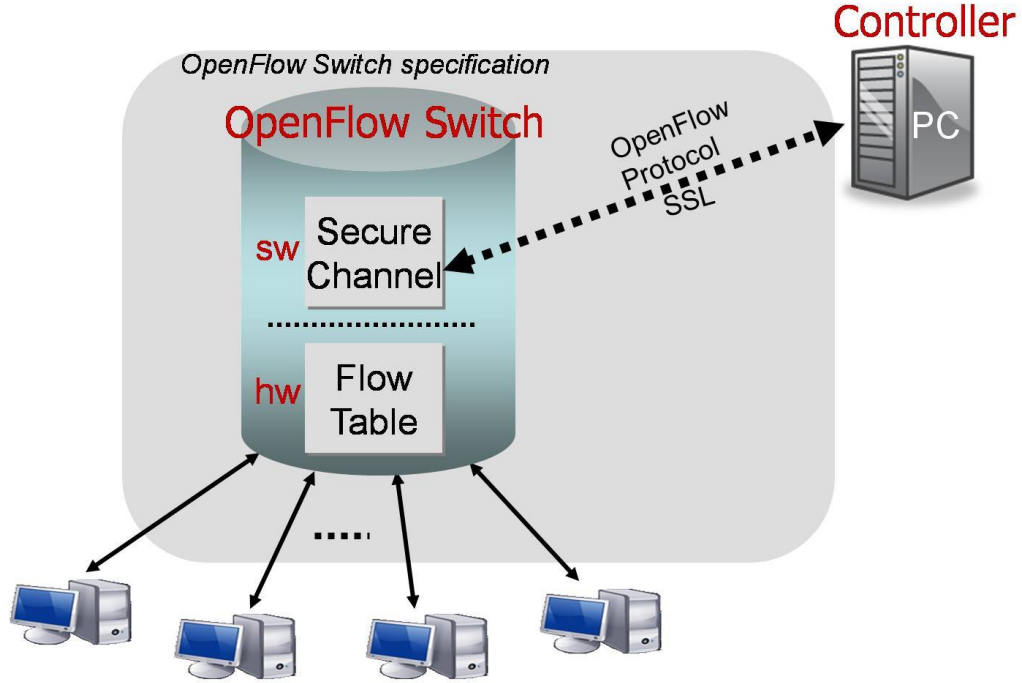 Controller
OpenFlow Switch specification
OpenFlow Switch
OpenFlow
Protocol
SSL
PC
sw
Secure
Channel
hw
Flow
Table